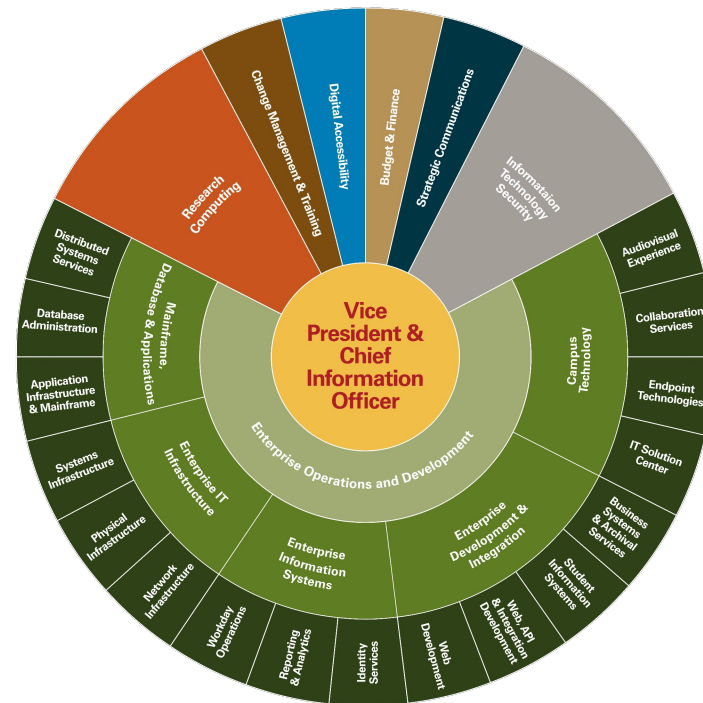 Vice
President &
Chief
Information
Officer
Research
Computing
Change Management & Training
Digital Accessibility
Budget & Finance
Strategic Communications
Informataion
Technology
Security
Enterprise Operations and Development
Mainframe,
Database & Applications
Enterprise IT
Infrastructure
Enterprise
Information
Systems
Enterprise
Development &
Integration
Campus
Technology
Distributed
Systems
Services
Database
Administration
Application
Infrastructure
& Mainframe
Systems
Infrastructure
Physical
Infrastructure
Network
Infrastructure
Workday
Operations
Reporting
& Analytics
Identity
Services
Web
Development
Web, API
& Integration
Development
Student
Information
Systems
Business
Systems
& Archival
Services
IT Solution
Center
Endpoint
Technologies
Collaboration
Services
Audiovisual
Experience